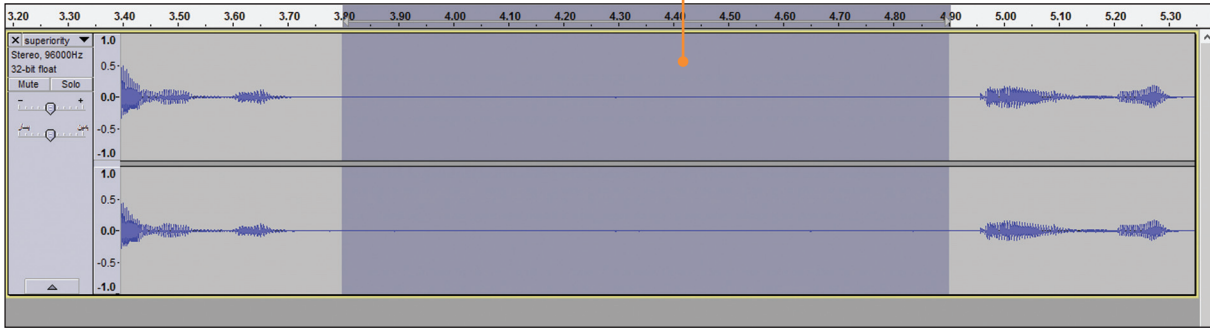 3.20 3.30 3.40 3.50 3.60 3.70 3.80 3.90 4.00 4.10 4.20 4.30 4.40 4.50 4.60 4.70 4.80 4.90 5.00 5.10 5.20 5.30
X superiority 1.0
Stereo, 96000Hz
32-bit float 0.5-
Mute Solo
- + 0.0-
-0.5-
-1.0
1.0
0.5-
0.0-
-0.5-
-1.0